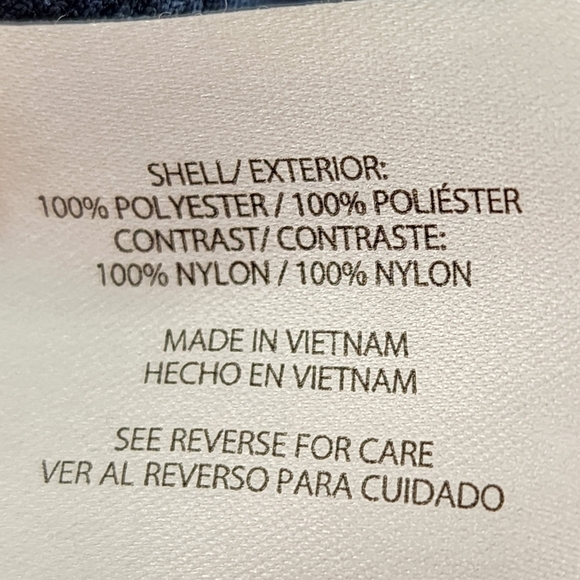 SHELL/ EXTERIOR:
100% POLYESTER / 100% POLIÉSTER
CONTRAST/ CONTRASTE:
100% NYLON / 100% NYLON
MADE IN VIETNAM
HECHO EN VIETNAM
SEE REVERSE FOR CARE
VER AL REVERSO PARA CUIDADO